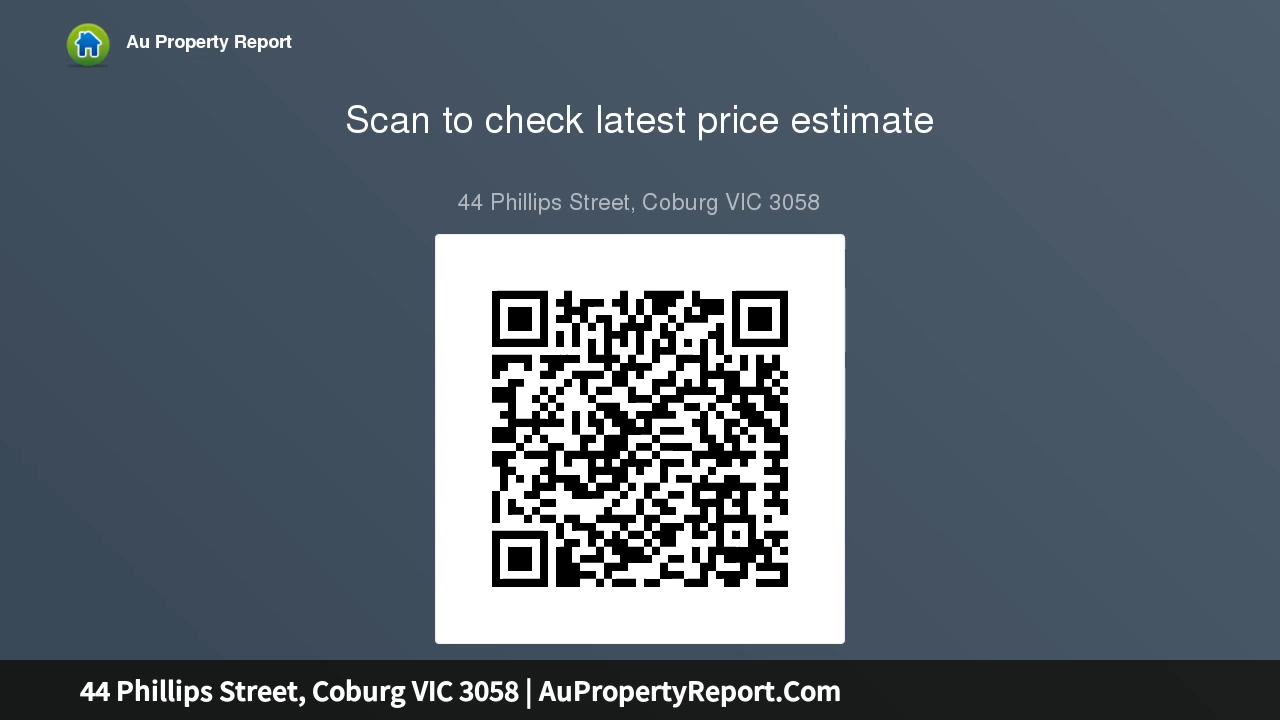 Au Property Report
Scan to check latest price estimate
44 Phillips Street, Coburg VIC 3058
44 Phillips Street, Coburg VIC 3058 | AuPropertyReport.Com